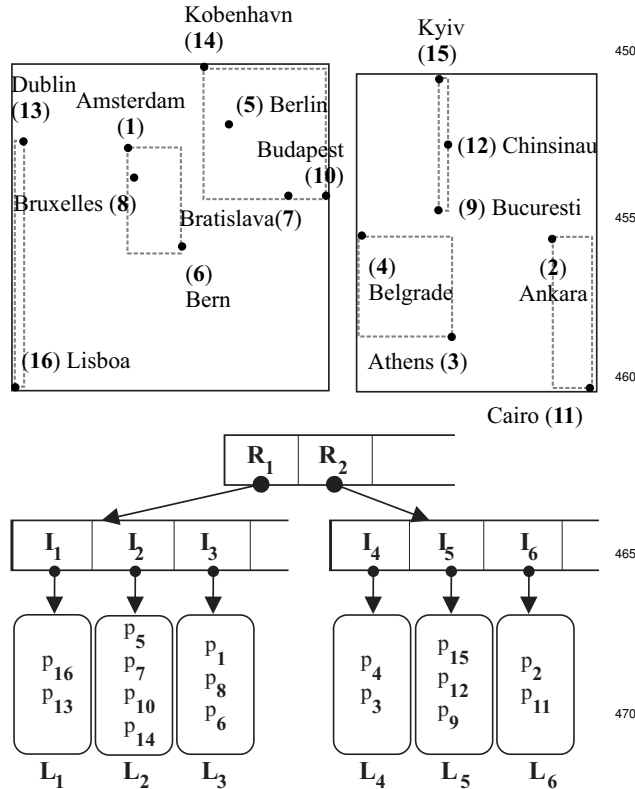 Kobenhavn
(14)
Kyiv
(15)
450
Dublin
(13)
Amsterdam
(1)
(5) Berlin
Budapest
(10)
(12) Chinsinau
Bruxelles (8)
Bratislava(7)
(9) Bucuresti
455
(6)
Bern
(4)
Belgrade
(2)
Ankara
(16) Lisboa
Athens (3)
460
Cairo (11)
R1 R2
I1 I2 I3 I4 I5 I6
465
p16
p13
p5
p7
p10
p14
p1
p8
p6
p4
p3
p15
p12
p9
p2
p11
470
L1 L2 L3 L4 L5 L6